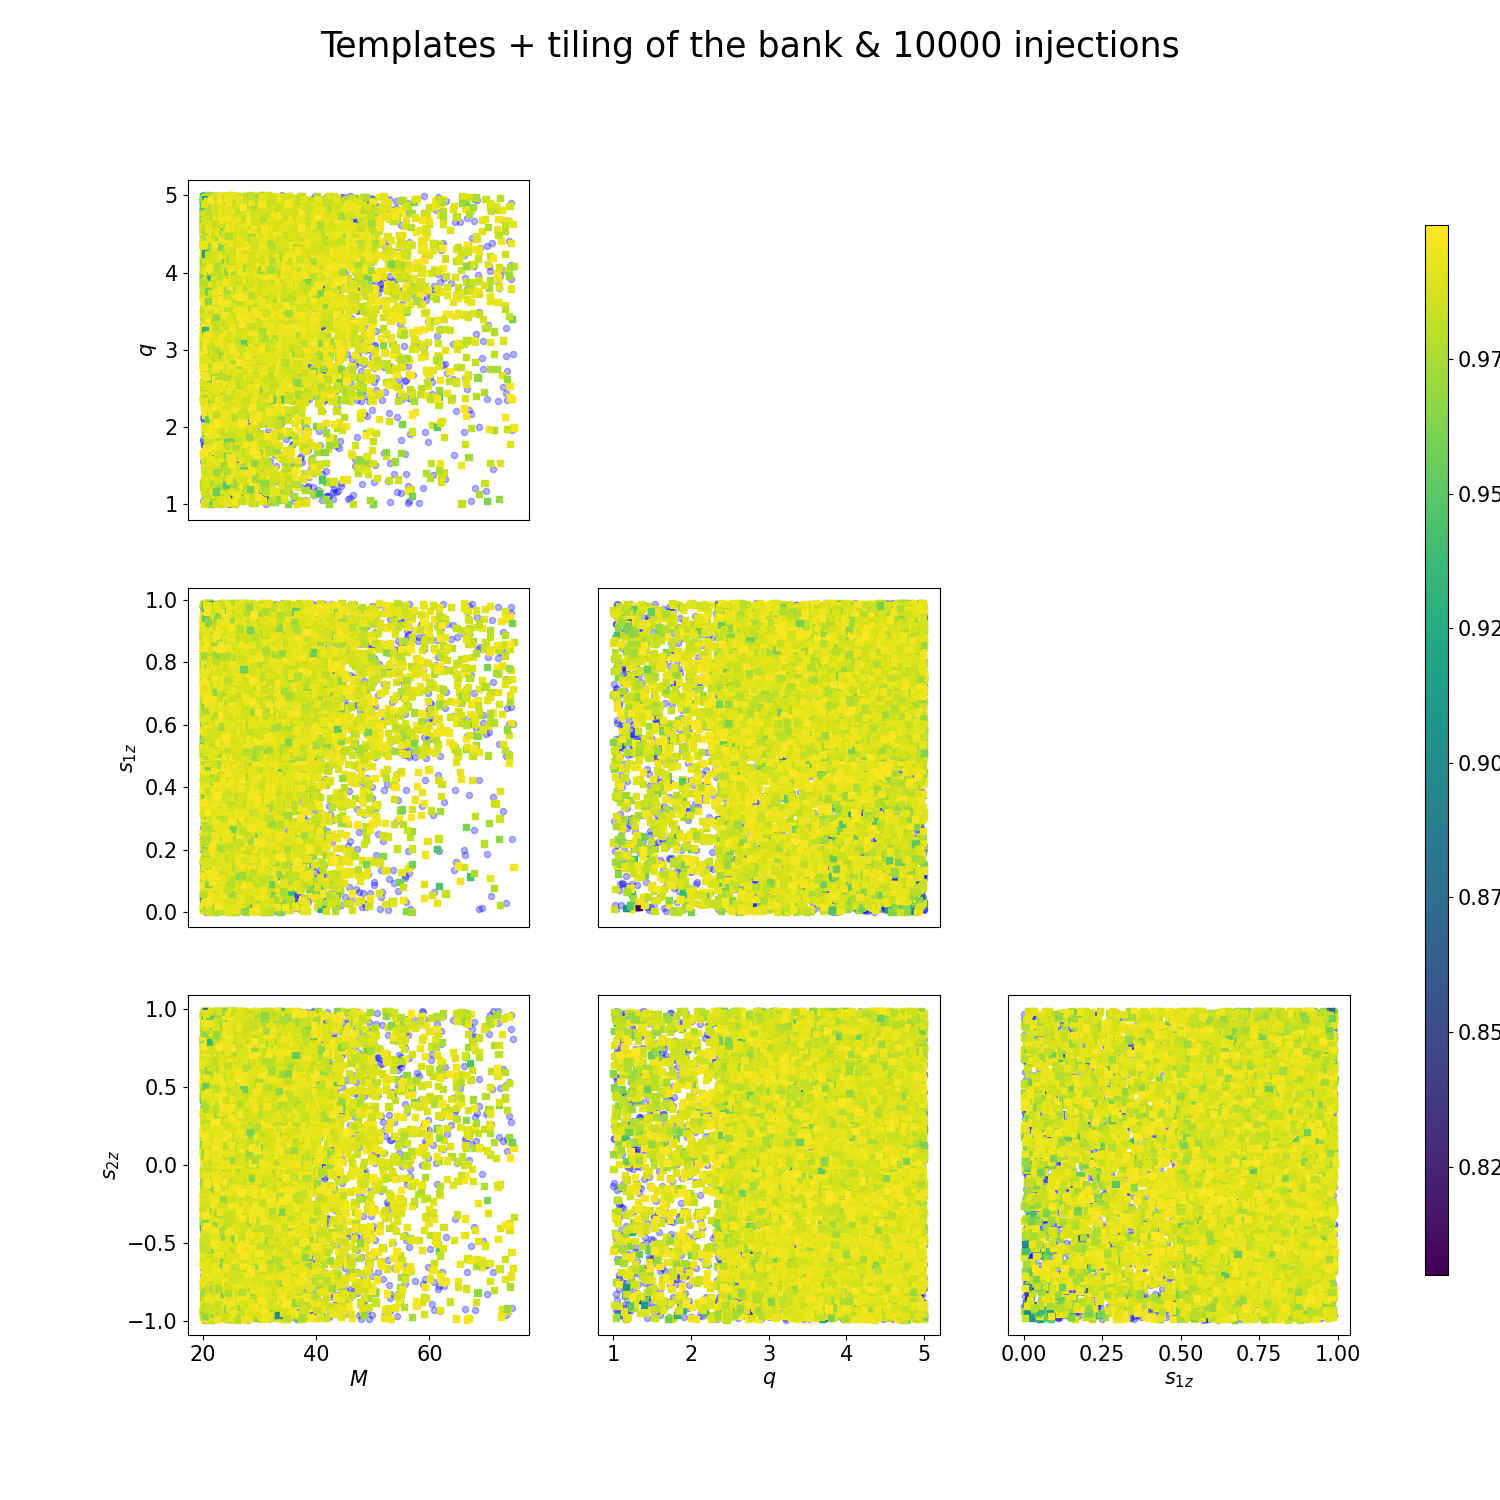 Templates + tiling of the bank & 10000 injections
5
4
3
2
1
q
1.0
0.8
0.6
0.4
0.2
0.0
s1z
1.0
0.5
0.0
−0.5
−1.0
s2z
20 40 60
M
1 2 3 4 5
q
0.00 0.25 0.50 0.75 1.00
s1z
0.97
0.95
0.92
0.90
0.87
0.85
0.82